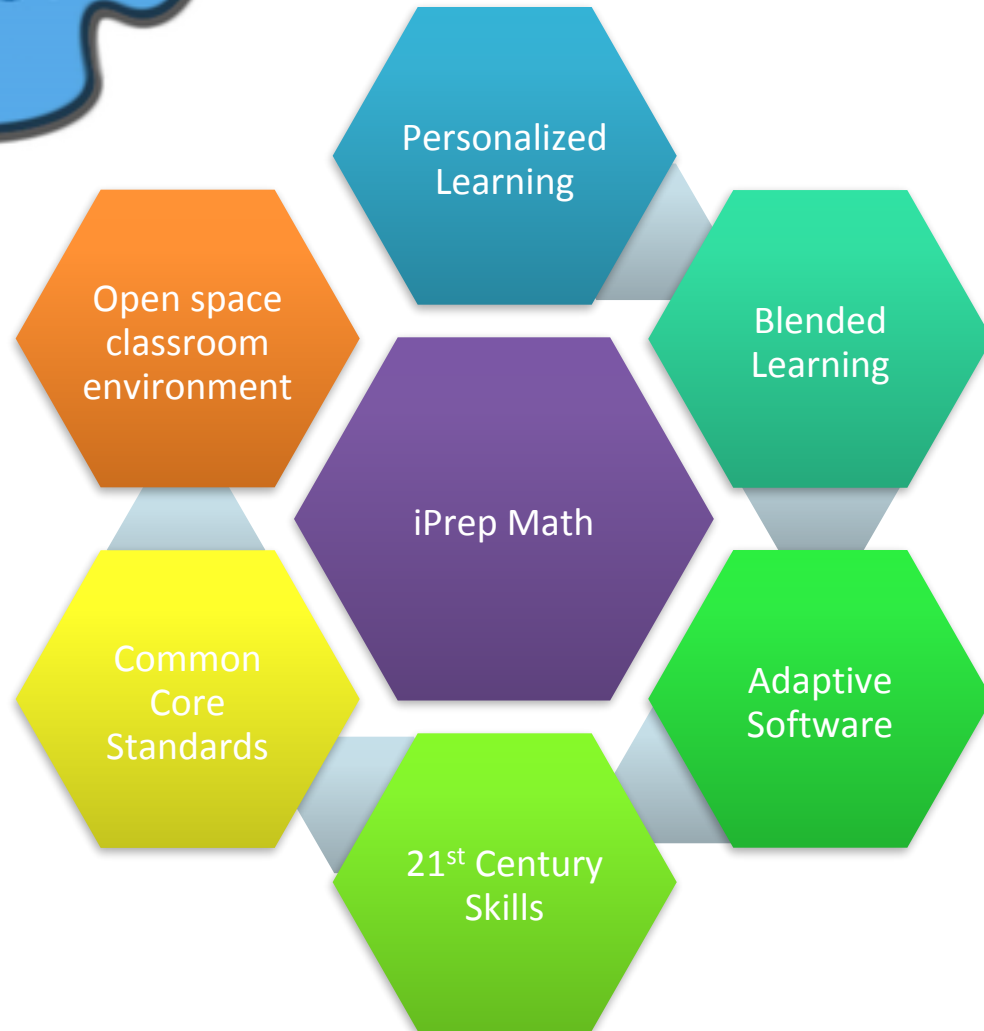 Personalized
Learning
Blended
Learning
Adaptive
Software
21st Century
Skills
Common
Core
Standards
Open space
classroom
environment
iPrep Math